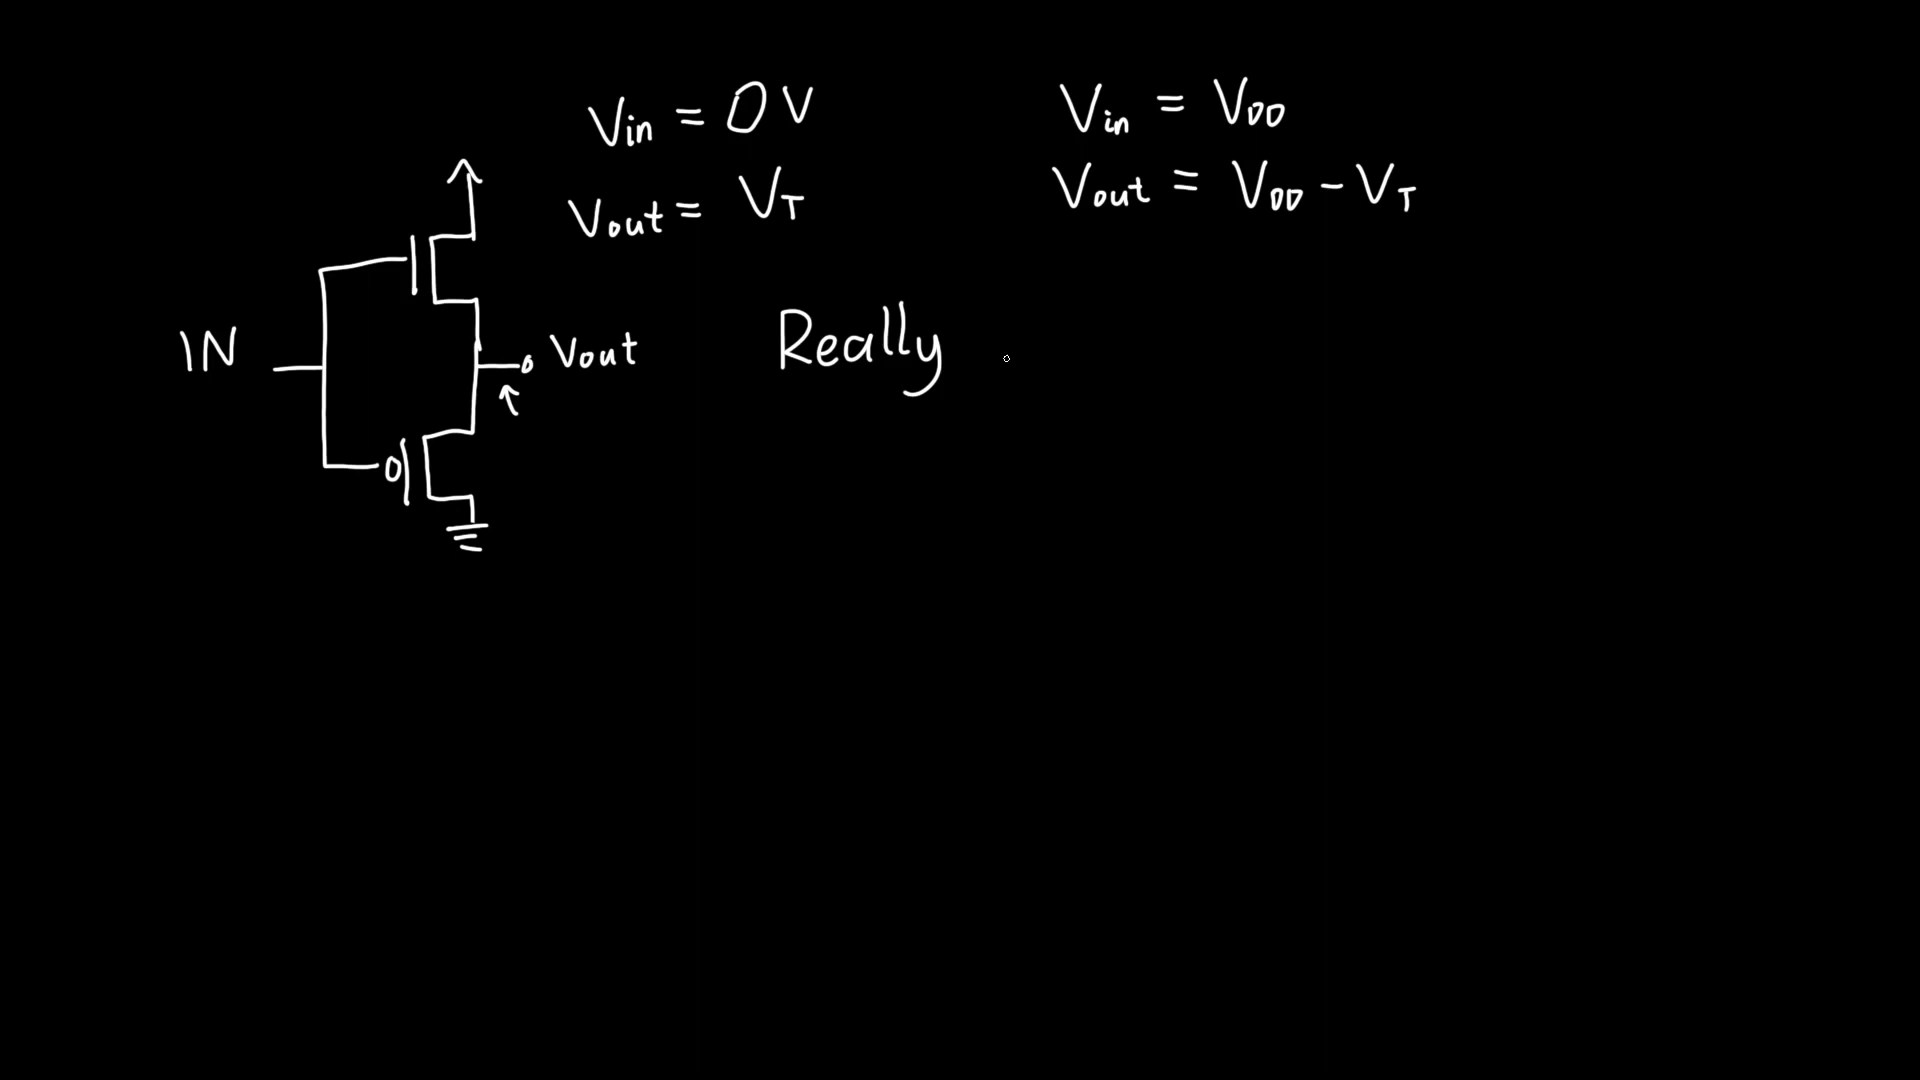 Vin = 0 V
Vout = VT
Vin = VDD
Vout = VDD - VT
IN
Vout
Really